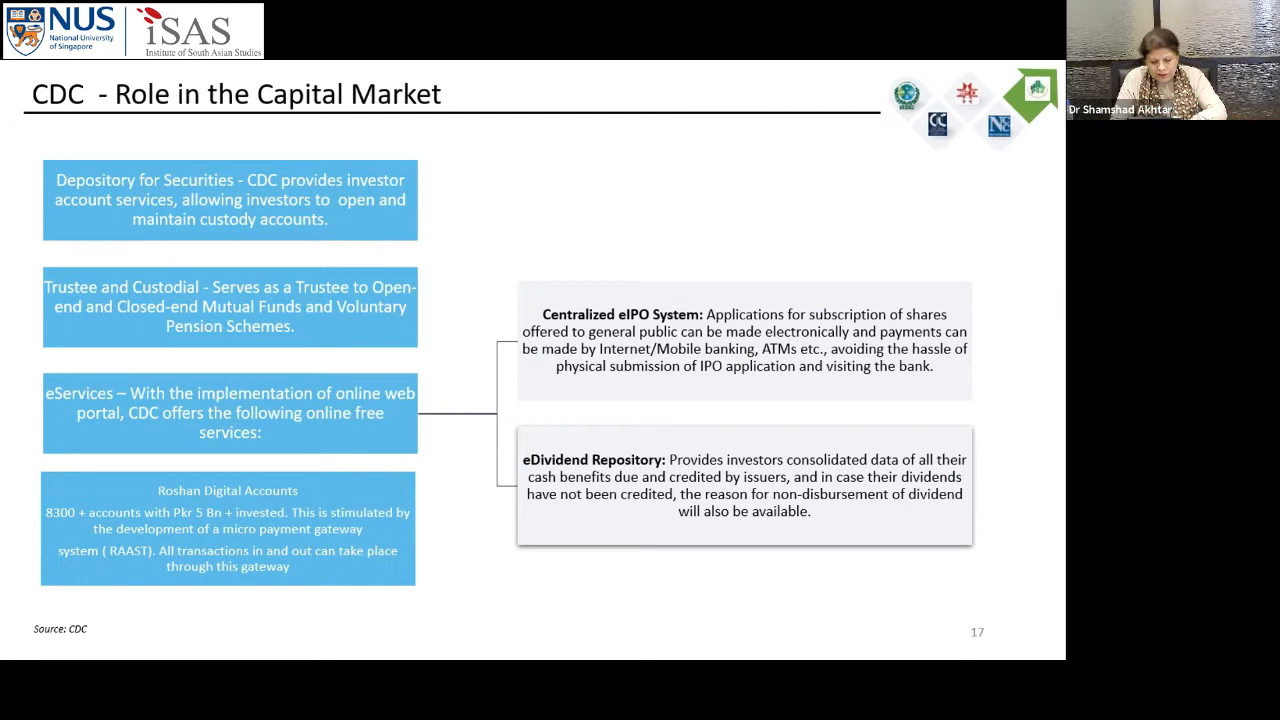 NUS
National University
of Singapore
iSAS
Institute of South Asian Studies
CDC - Role in the Capital Market
Dr Shamshad Akhtar
Depository for Securities - CDC provides investor
account services, allowing investors to open and
maintain custody accounts.
Trustee and Custodial - Serves as a Trustee to Open-
end and Closed-end Mutual Funds and Voluntary
Pension Schemes.
eServices – With the implementation of online web
portal, CDC offers the following online free
services:
Roshan Digital Accounts
8300 + accounts with Pkr 5 Bn + invested. This is stimulated by
the development of a micro payment gateway
system ( RAAST). All transactions in and out can take place
through this gateway
Centralized eIPO System: Applications for subscription of shares
offered to general public can be made electronically and payments can
be made by Internet/Mobile banking, ATMs etc., avoiding the hassle of
physical submission of IPO application and visiting the bank.
eDividend Repository: Provides investors consolidated data of all their
cash benefits due and credited by issuers, and in case their dividends
have not been credited, the reason for non-disbursement of dividend
will also be available.
Source: CDC
17